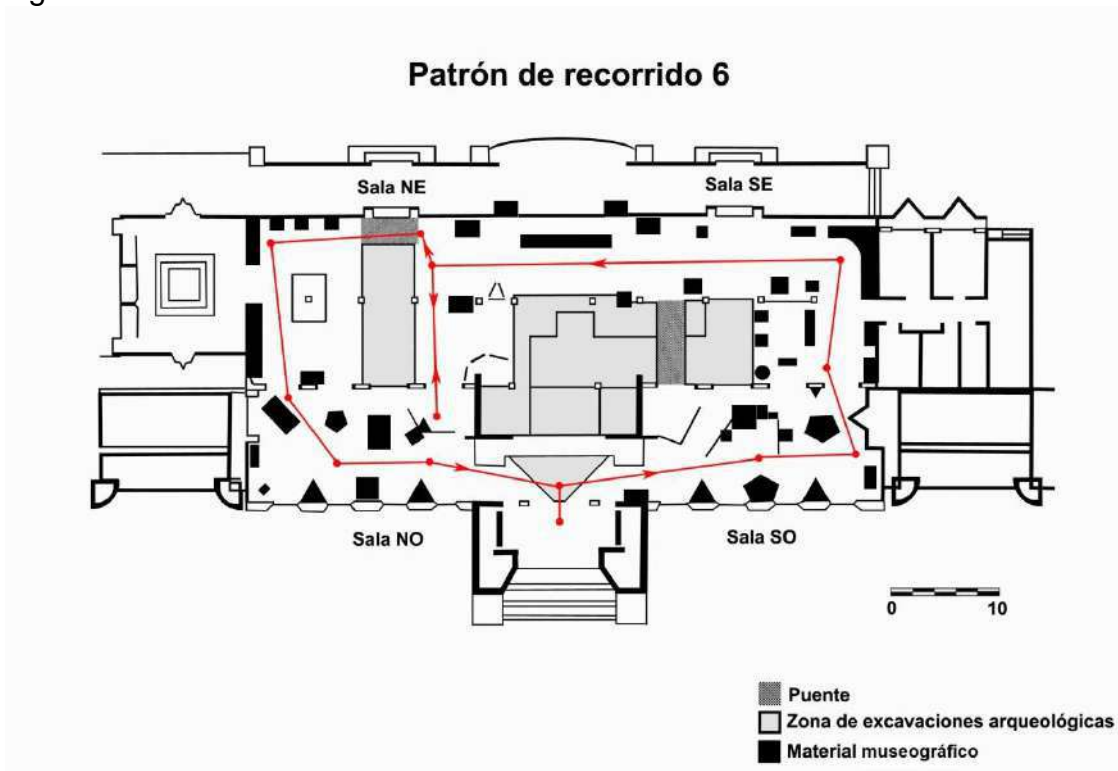 Patrón de recorrido 6
Sala NE
Sala SE
Sala NO
Sala SO
0 10
Puente
Zona de excavaciones arqueológicas
Material museográfico